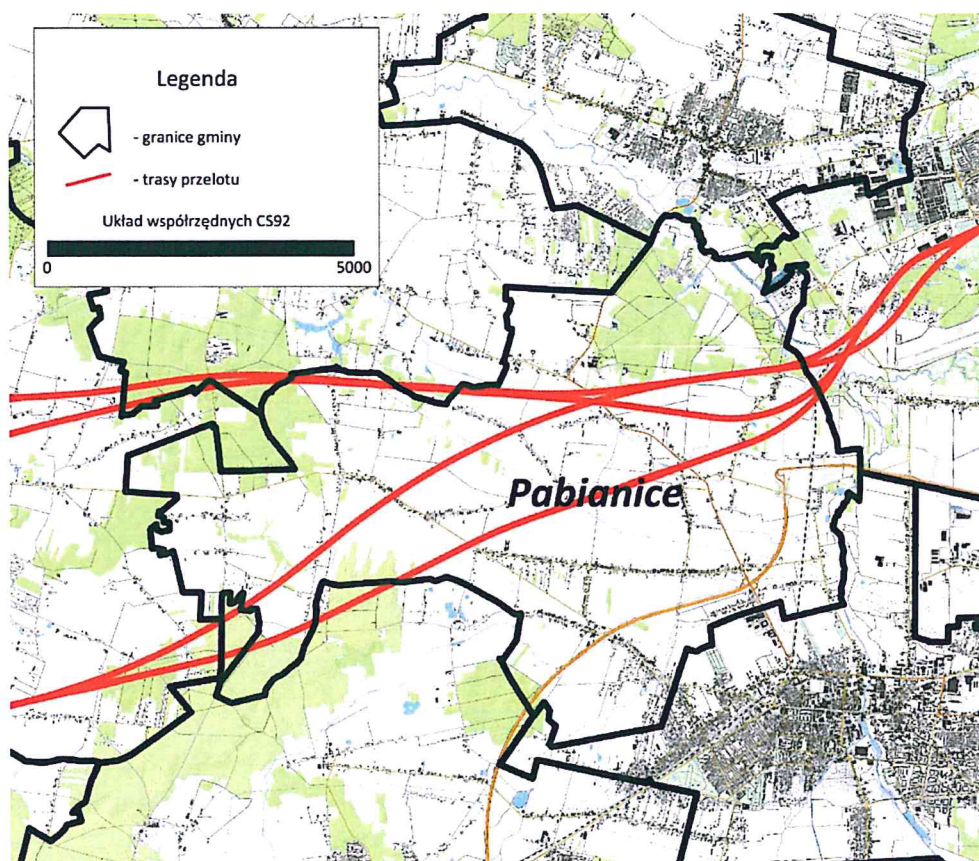 Legenda
- granice gminy
- trasy przelotu
Układ współrzędnych CS92
0 5000
Pabianice